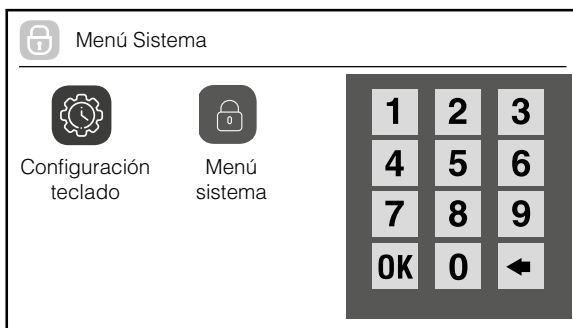 Menú Sistema
Configuración
teclado
Menú
sistema
1 2 3
4 5 6
7 8 9
OK 0